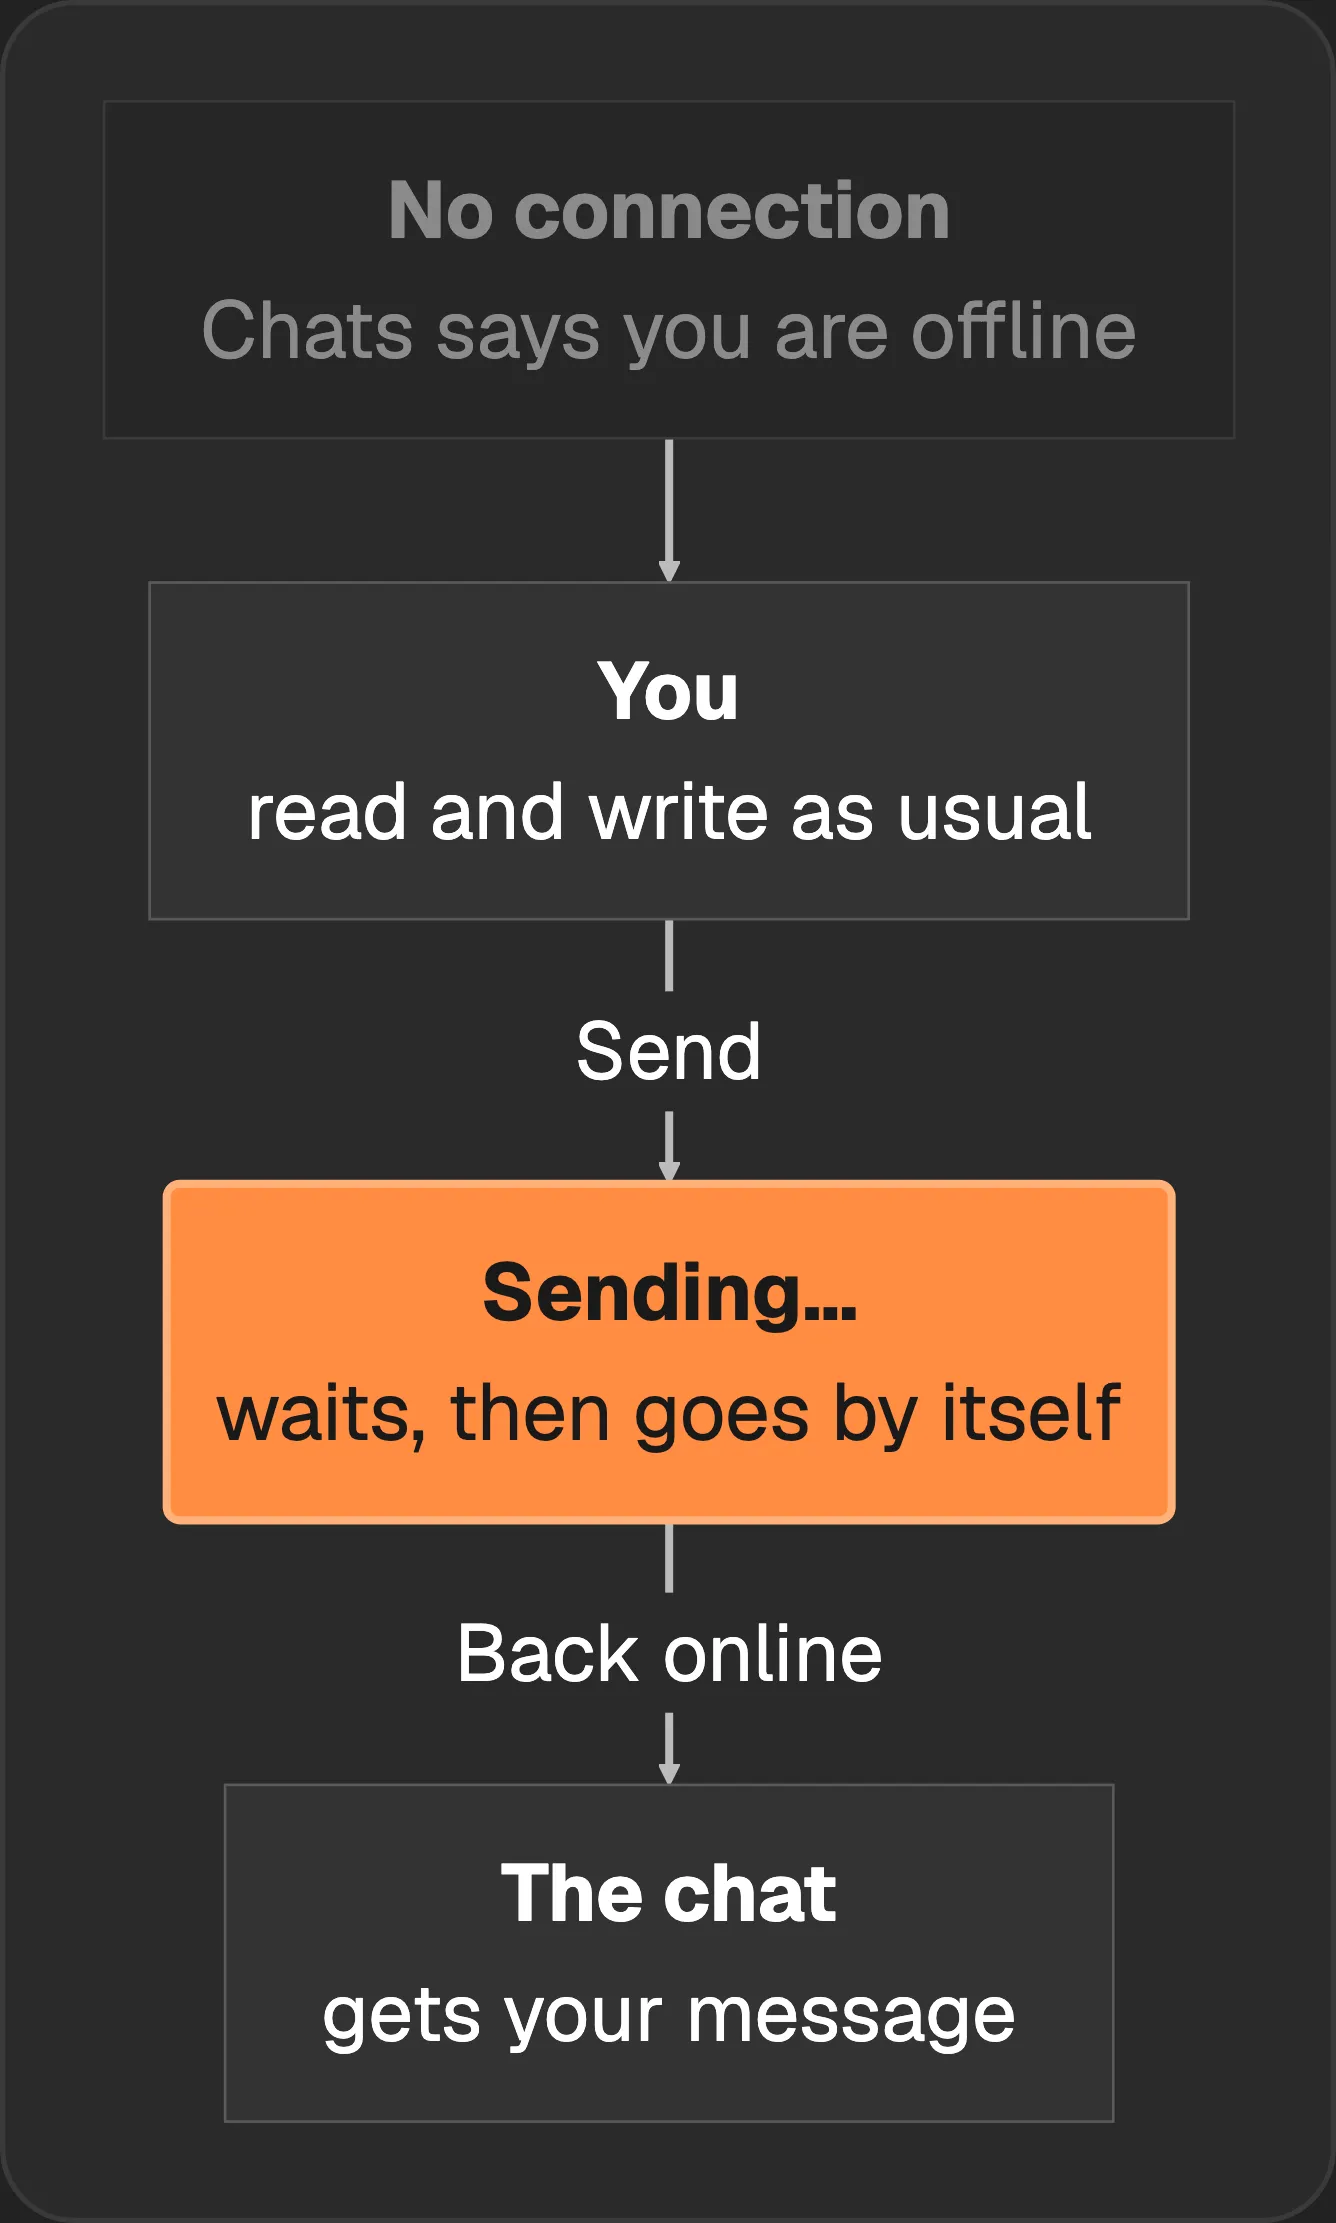 No connection
Chats says you are offline
You
read and write as usual
Send
Sending...
waits, then goes by itself
Back online
The chat
gets your message